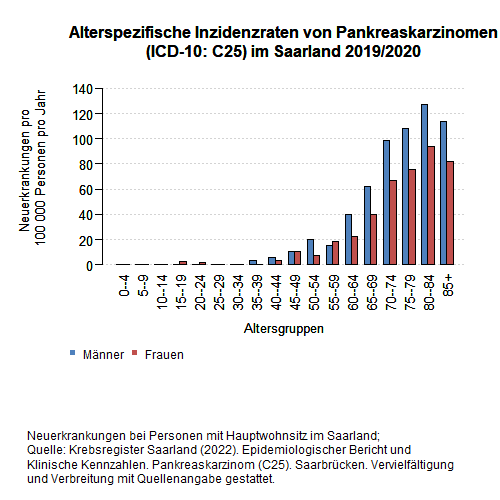 Alterspezifische Inzidenzraten von Pankreaskarzinomen
(ICD-10: C25) im Saarland 2019/2020
Neuerkrankungen pro
100 000 Personen pro Jahr
140
120
100
80
60
40
20
0
0--4
5--9
10--14
15--19
20--24
25--29
30--34
35--39
40--44
45--49
50--54
55--59
60--64
65--69
70--74
75--79
80--84
85+
Altersgruppen
Männer Frauen
Neuerkrankungen bei Personen mit Hauptwohnsitz im Saarland;
Quelle: Krebsregister Saarland (2022). Epidemiologischer Bericht und
Klinische Kennzahlen. Pankreaskarzinom (C25). Saarbrücken. Vervielfältigung
und Verbreitung mit Quellenangabe gestattet.